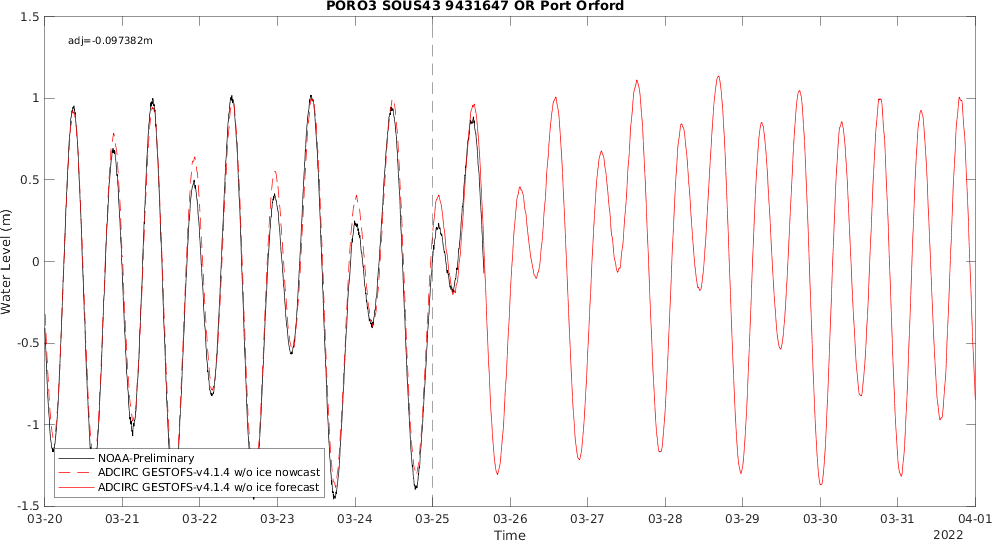 PORO3 SOUS43 9431647 OR Port Orford
adj=-0.097382m
1.5
1
0.5
0
-0.5
-1
-1.5
Water Level (m)
NOAA-Preliminary
ADCIRC GESTOFS-v4.1.4 w/o ice nowcast
ADCIRC GESTOFS-v4.1.4 w/o ice forecast
03-20 03-21 03-22 03-23 03-24 03-25 03-26 03-27 03-28 03-29 03-30 03-31 04-01
Time
2022